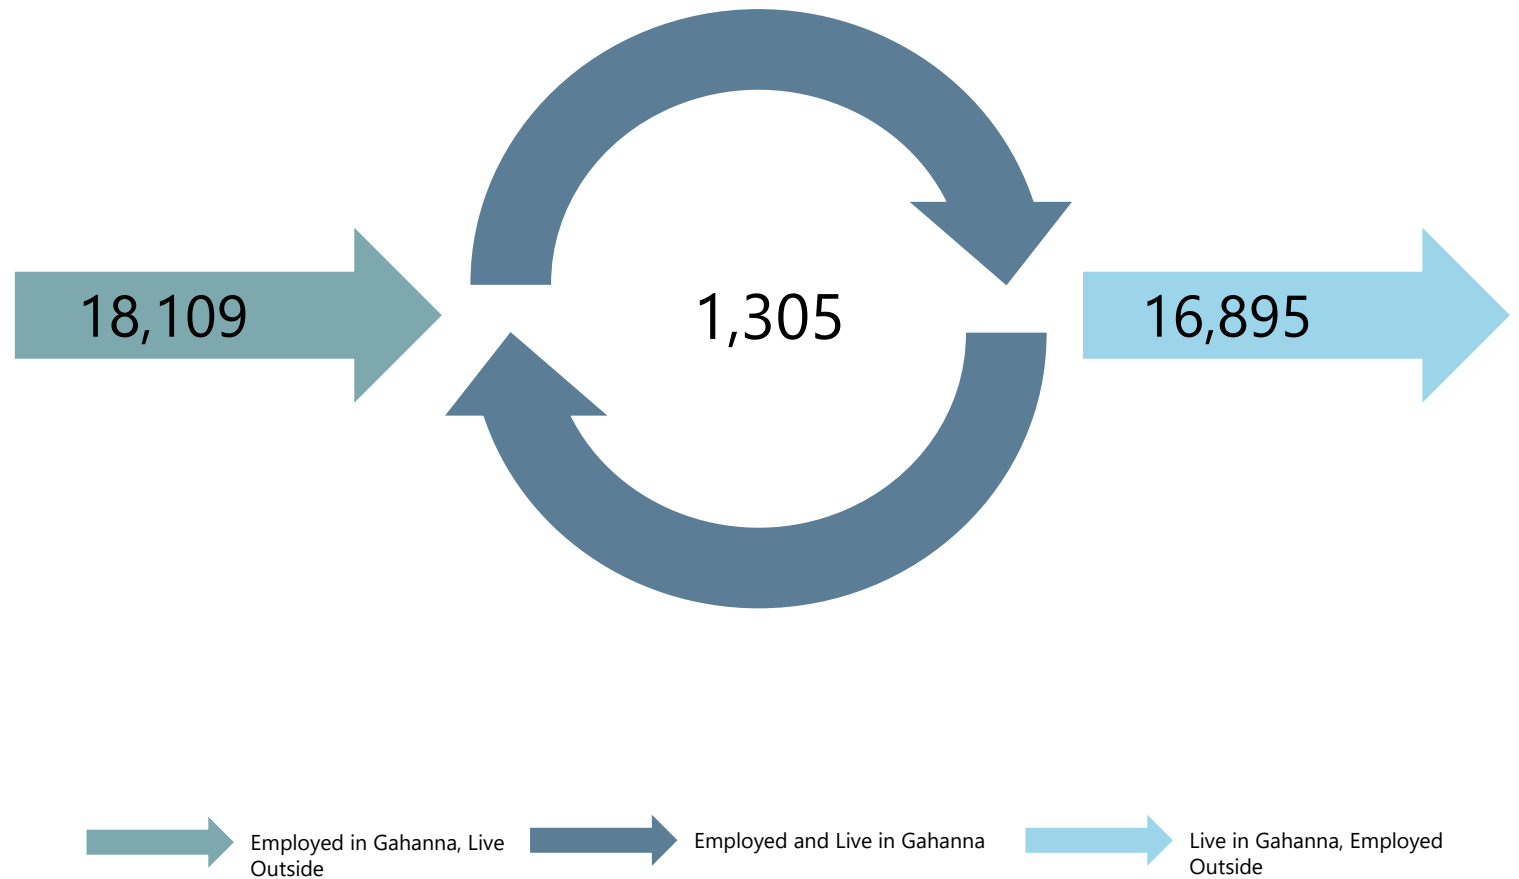 18,109
1,305
16,895
Employed in Gahanna, Live
Outside
Employed and Live in Gahanna
Live in Gahanna, Employed
Outside